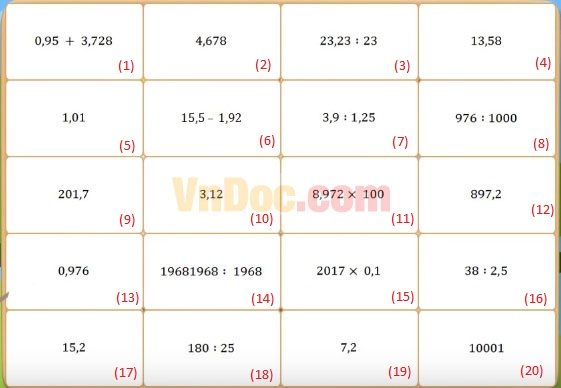 0,95 + 3,728 (1)
4,678 (2)
23,23 : 23 (3)
13,58 (4)
1,01 (5)
15,5 – 1,92 (6)
3,9 : 1,25 (7)
976 : 1000 (8)
201,7 (9)
3,12 (10)
8,972 × 100 (11)
897,2 (12)
VnDoc.com
0,976 (13)
19681968 : 1968 (14)
2017 × 0,1 (15)
38 : 2,5 (16)
15,2 (17)
180 : 25 (18)
7,2 (19)
10001 (20)